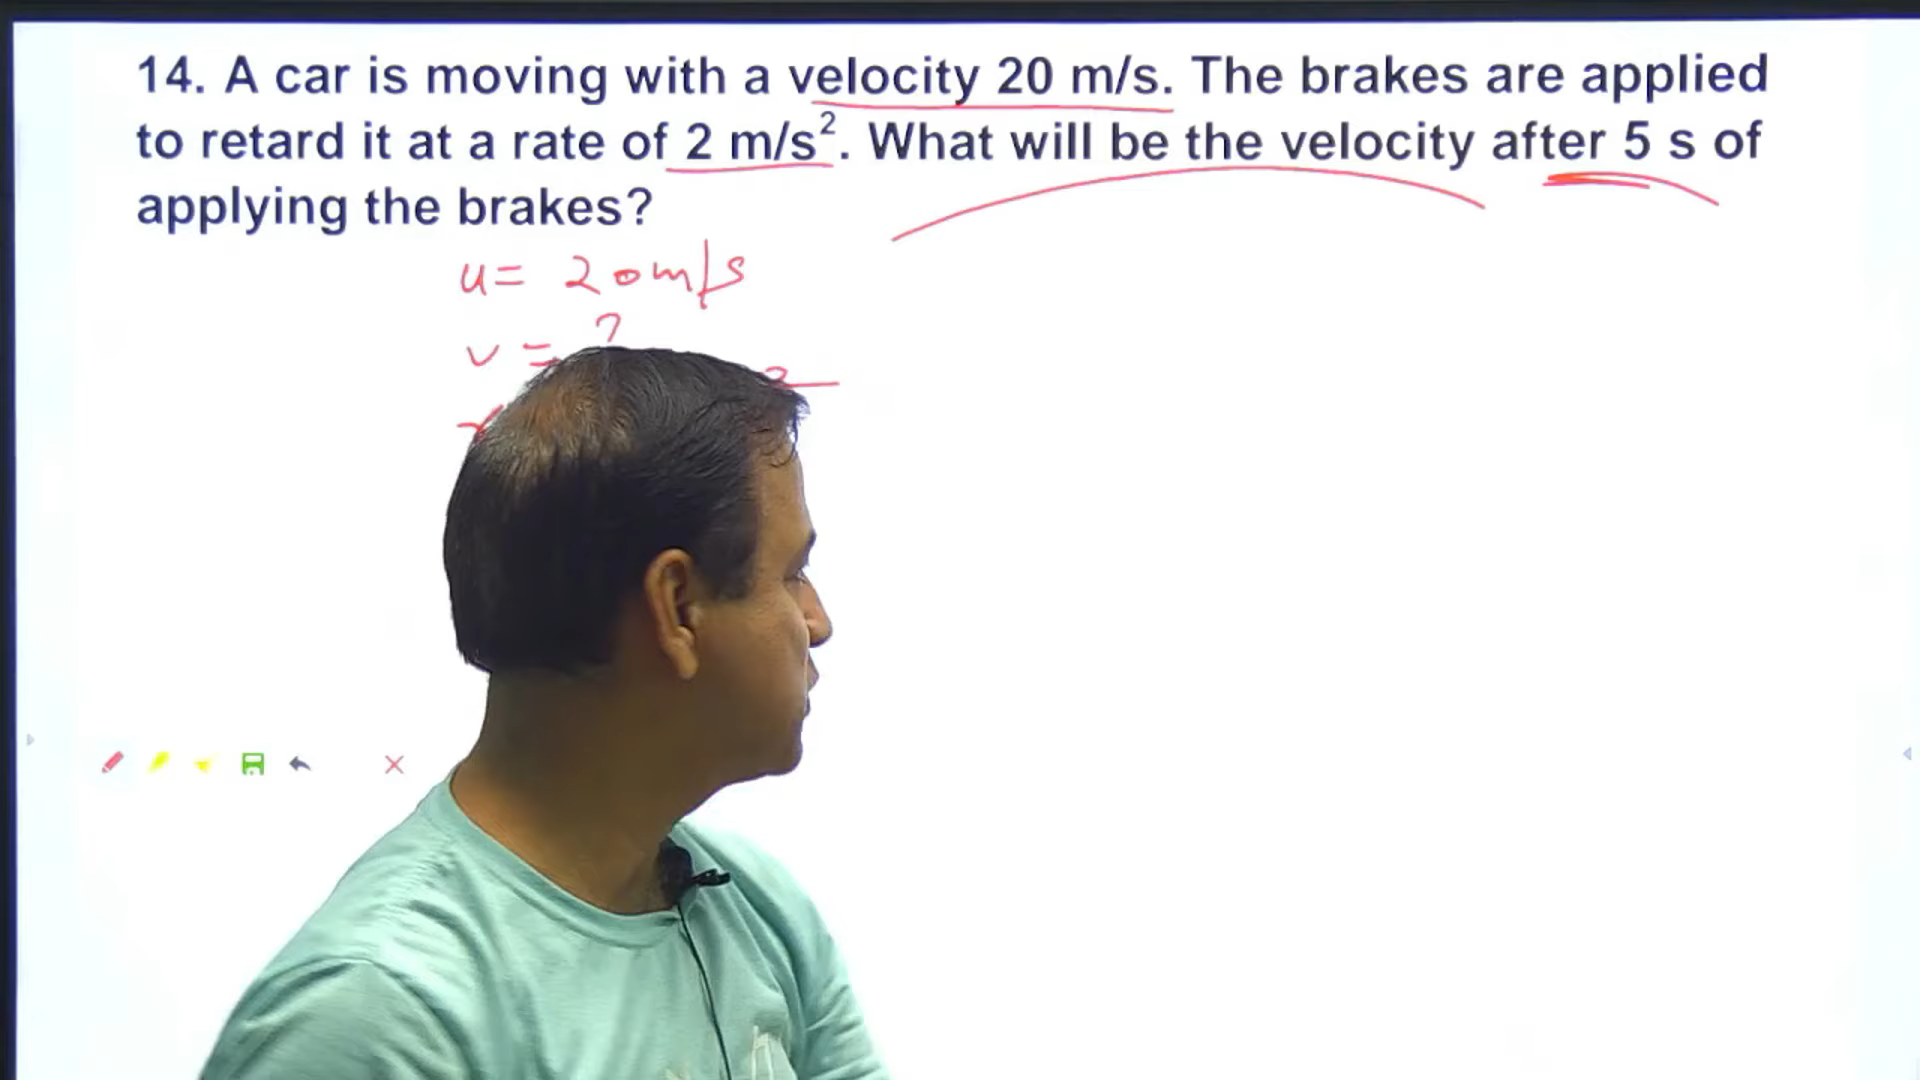 14. A car is moving with a velocity 20 m/s. The brakes are applied
to retard it at a rate of 2 m/s². What will be the velocity after 5 s of
applying the brakes?
u = 20 m/s
v = ?